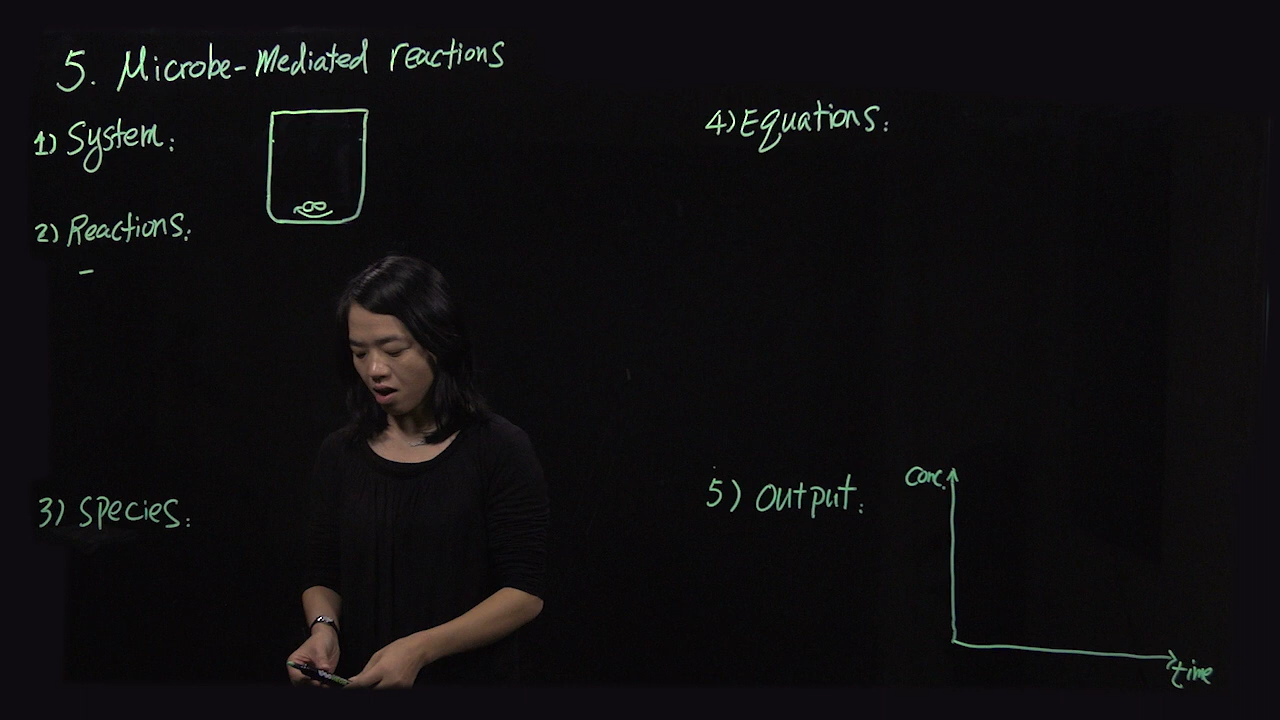 5. Microbe-Mediated reactions
1) System:
2) Reactions:
-
3) Species:
4) Equations:
5) Output:
Conc.
time